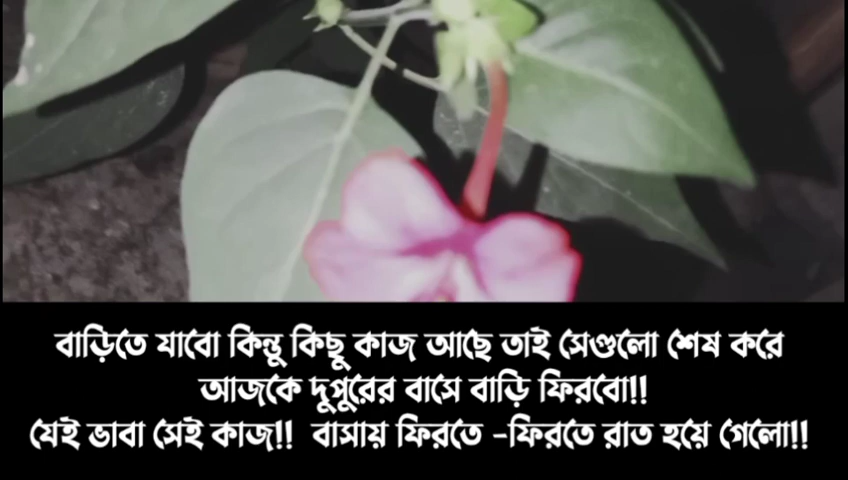 বাড়িতে যাবো কিন্তু কিছু কাজ আছে তাই সেগুলো শেষ করে
আজকে দুপুরের বাসে বাড়ি ফিরবো!!
যেই ভাবা সেই কাজ!! বাসায় ফিরতে -ফিরতে রাত হয়ে গেলো!!